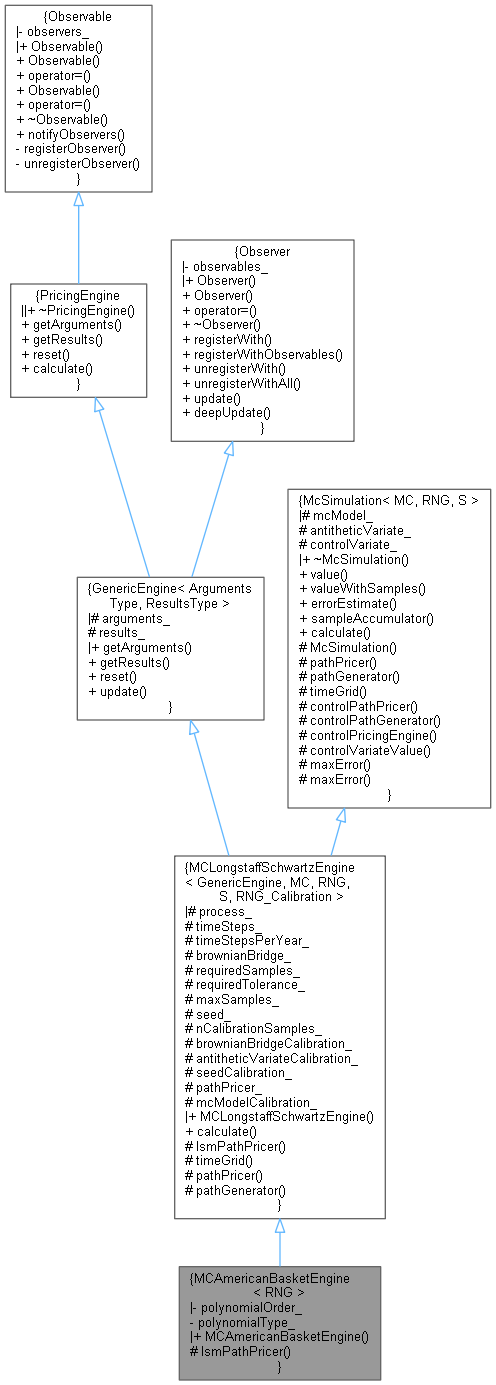 {Observable
|- observers_
|+ Observable()
+ Observable()
+ operator=()
+ Observable()
+ operator=()
+ ~Observable()
+ notifyObservers()
- registerObserver()
- unregisterObserver()
}
{Observer
|- observables_
|+ Observer()
+ Observer()
+ operator=()
+ ~Observer()
+ registerWith()
+ registerWithObservables()
+ unregisterWith()
+ unregisterWithAll()
+ update()
+ deepUpdate()
}
{PricingEngine
||+ ~PricingEngine()
+ getArguments()
+ getResults()
+ reset()
+ calculate()
}
{McSimulation< MC, RNG, S >
|# mcModel_
# antitheticVariate_
# controlVariate_
|+ ~McSimulation()
+ value()
+ valueWithSamples()
+ errorEstimate()
+ sampleAccumulator()
+ calculate()
# McSimulation()
# pathPricer()
# pathGenerator()
# timeGrid()
# controlPathPricer()
# controlPathGenerator()
# controlPricingEngine()
# controlVariateValue()
# maxError()
# maxError()
}
{GenericEngine< Arguments
Type, ResultsType >
|# arguments_
# results_
|+ getArguments()
+ getResults()
+ reset()
+ update()
}
{MCLongstaffSchwartzEngine
< GenericEngine, MC, RNG,
S, RNG_Calibration >
|# process_
# timeSteps_
# timeStepsPerYear_
# brownianBridge_
# requiredSamples_
# requiredTolerance_
# maxSamples_
# seed_
# nCalibrationSamples_
# brownianBridgeCalibration_
# antitheticVariateCalibration_
# seedCalibration_
# pathPricer_
# mcModelCalibration_
|+ MCLongstaffSchwartzEngine()
+ calculate()
# lsmPathPricer()
# timeGrid()
# pathPricer()
# pathGenerator()
}
{MCAmericanBasketEngine
< RNG >
|- polynomialOrder_
- polynomialType_
|+ MCAmericanBasketEngine()
# lsmPathPricer()
}